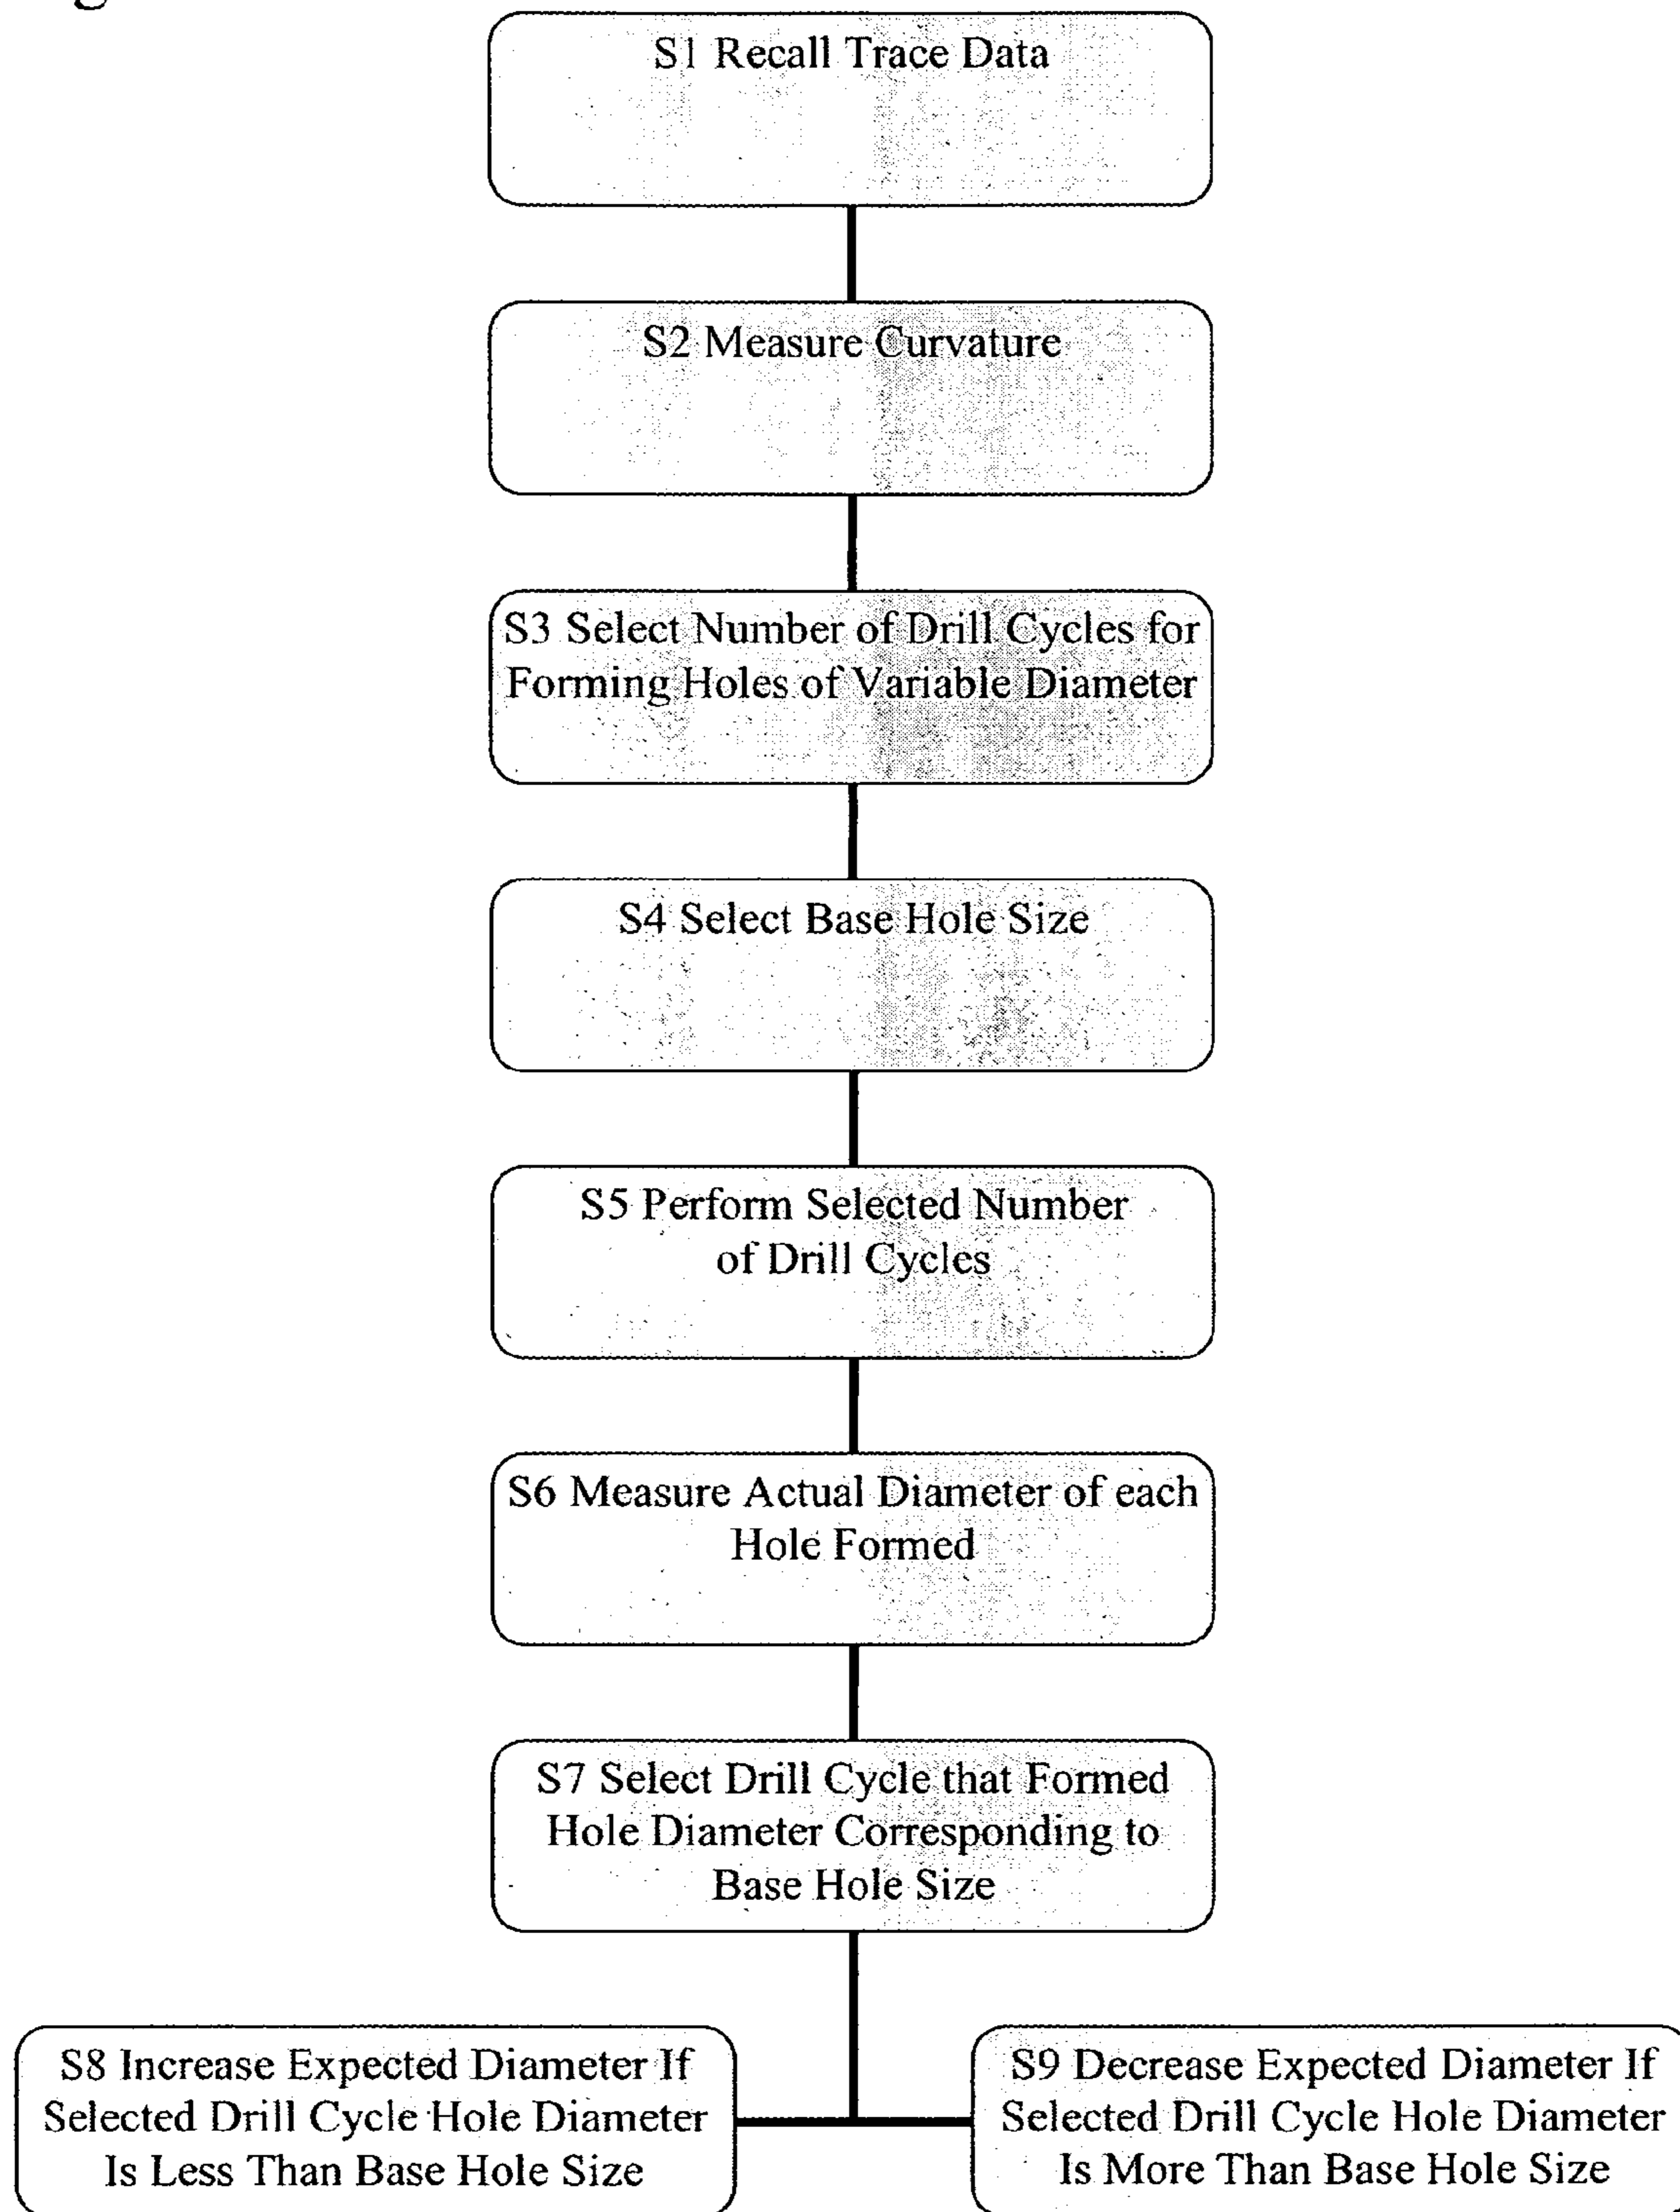 S1 Recall Trace Data
S2 Measure Curvature
S3 Select Number of Drill Cycles for
Forming Holes of Variable Diameter
S4 Select Base Hole Size
S5 Perform Selected Number
of Drill Cycles
S6 Measure Actual Diameter of each
Hole Formed
S7 Select Drill Cycle that Formed
Hole Diameter Corresponding to
Base Hole Size
S8 Increase Expected Diameter If
Selected Drill Cycle Hole Diameter
Is Less Than Base Hole Size
S9 Decrease Expected Diameter If
Selected Drill Cycle Hole Diameter
Is More Than Base Hole Size